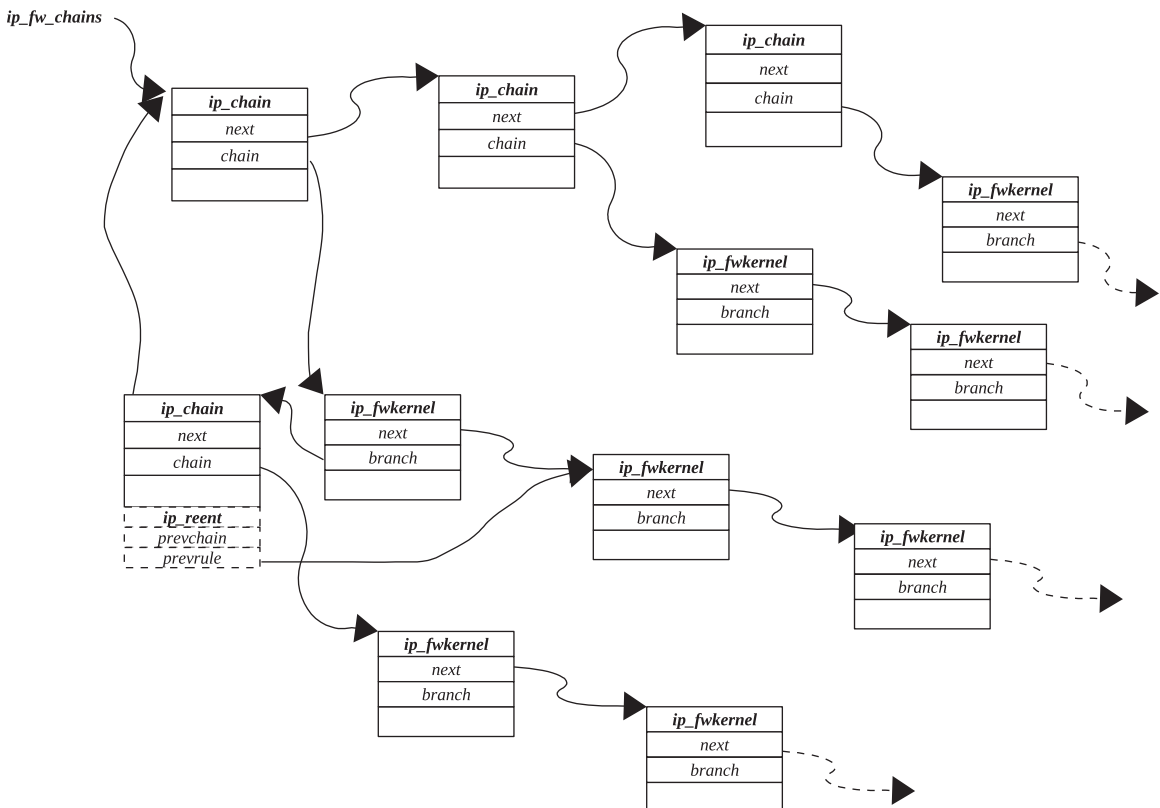 ip_fw_chains
ip_chain
next
chain
ip_chain
next
chain
ip_chain
next
chain
ip_fwkernel
next
branch
ip_fwkernel
next
branch
ip_fwkernel
next
branch
ip_chain
next
chain
ip_reent
prevchain
prevrule
ip_fwkernel
next
branch
ip_fwkernel
next
branch
ip_fwkernel
next
branch
ip_fwkernel
next
branch
ip_fwkernel
next
branch